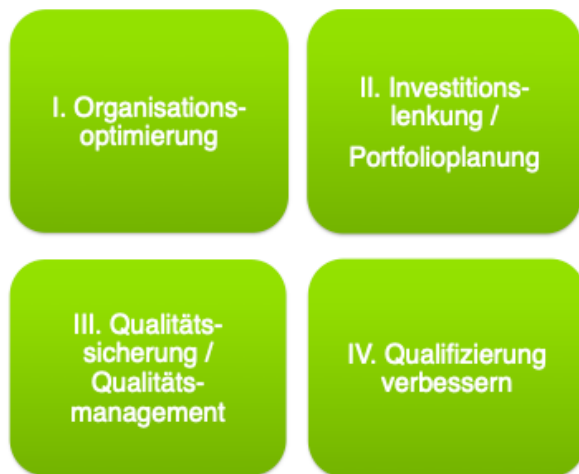 I. Organisations-
optimierung
II. Investitions-
lenkung /
Portfolioplanung
III. Qualitäts-
sicherung /
Qualitäts-
management
IV. Qualifizierung
verbessern